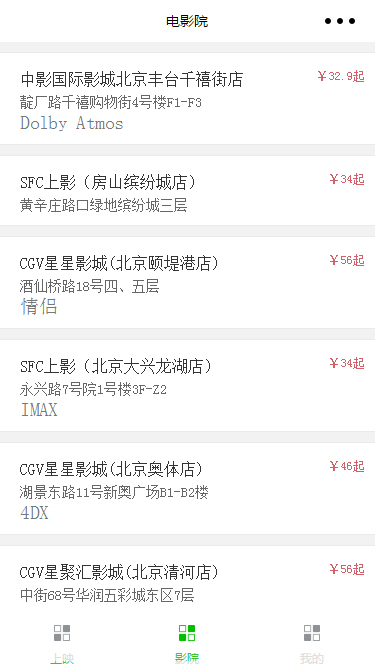 电影院
中影国际影城北京丰台千禧街店
￥32.9起
靛厂路千禧购物街4号楼F1-F3
Dolby Atmos
SFC上影（房山缤纷城店）
￥34起
黄辛庄路口绿地缤纷城三层
CGV星星影城(北京颐堤港店)
￥56起
酒仙桥路18号四、五层
情侣
SFC上影（北京大兴龙湖店）
￥34起
永兴路7号院1号楼3F-Z2
IMAX
CGV星星影城(北京奥体店)
￥46起
湖景东路11号新奥广场B1-B2楼
4DX
CGV星聚汇影城(北京清河店)
￥56起
中街68号华润五彩城东区7层
上映
影院
我的